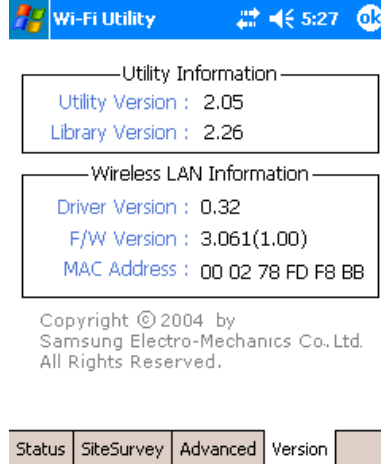 Wi-Fi Utility 5:27 ok
Utility Information
Utility Version : 2.05
Library Version : 2.26
Wireless LAN Information
Driver Version : 0.32
F/W Version : 3.061(1.00)
MAC Address : 00 02 78 FD F8 BB
Copyright © 2004 by
Samsung Electro-Mechanics Co., Ltd.
All Rights Reserved.
Status SiteSurvey Advanced Version